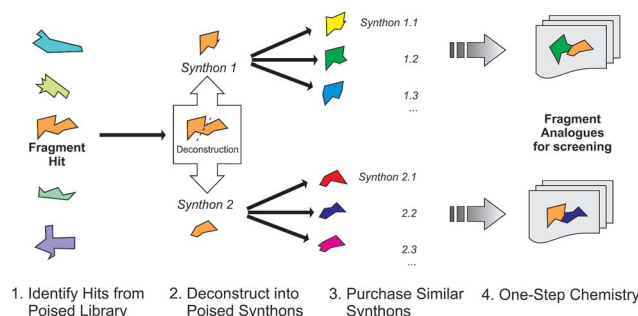 Fragment
Hit
Synthon 1
Deconstruction
Synthon 2
Synthon 1.1
1.2
1.3
...
Synthon 2.1
2.2
2.3
...
Fragment
Analogues
for screening
1. Identify Hits from
Poised Library
2. Deconstruct into
Poised Synthons
3. Purchase Similar
Synthons
4. One-Step Chemistry